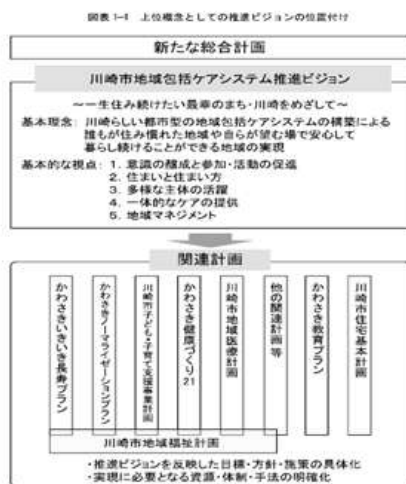 図表 1-8 上位概念としての推進ビジョンの位置付け
新たな総合計画
川崎市地域包括ケアシステム推進ビジョン
～一生住み続けたい最幸のまち・川崎をめざして～
基本理念：川崎らしい都市型の地域包括ケアシステムの構築による
誰もが住み慣れた地域や自らが望む場で安心して
暮らし続けることができる地域の実現
基本的な視点：1. 意識の醸成と参加・活動の促進
2. 住まいと住まい方
3. 多様な主体の活躍
4. 一体的なケアの提供
5. 地域マネジメント
関連計画
かわさきいきいき長寿プラン
かわさきノーマライゼーションプラン
川崎市子ども・子育て支援事業計画
かわさき健康づくり21
川崎市地域医療計画
他の関連計画等
かわさき教育プラン
川崎市住宅基本計画
川崎市地域福祉計画
・推進ビジョンを反映した目標・方針・施策の具体化
・実現に必要となる資源・体制・手法の明確化